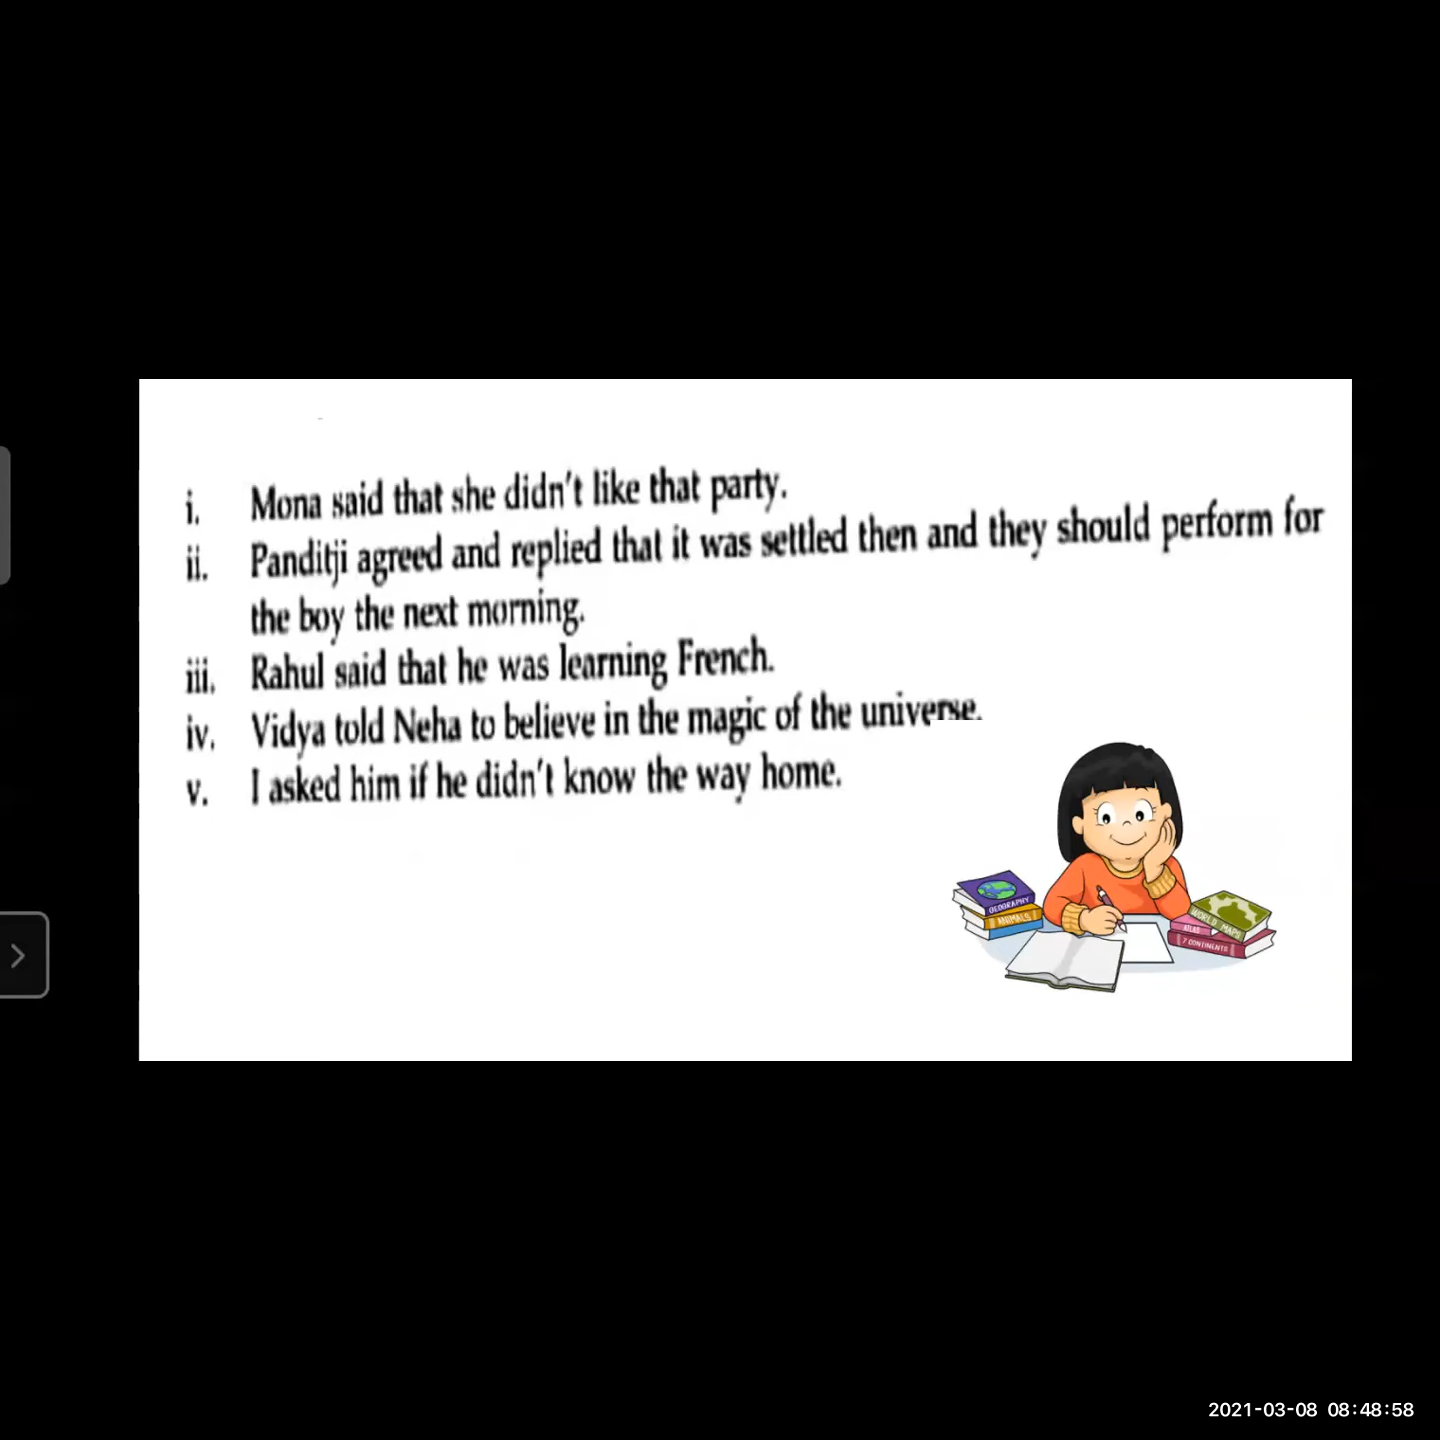 i. Mona said that she didn't like that party.
ii. Panditji agreed and replied that it was settled then and they should perform for
the boy the next morning.
iii. Rahul said that he was learning French.
iv. Vidya told Neha to believe in the magic of the universe.
v. I asked him if he didn't know the way home.
GEOGRAPHY
ANIMALS
WORLD MAPS
ATLAS
7 CONTINENTS
2021-03-08 08:48:58